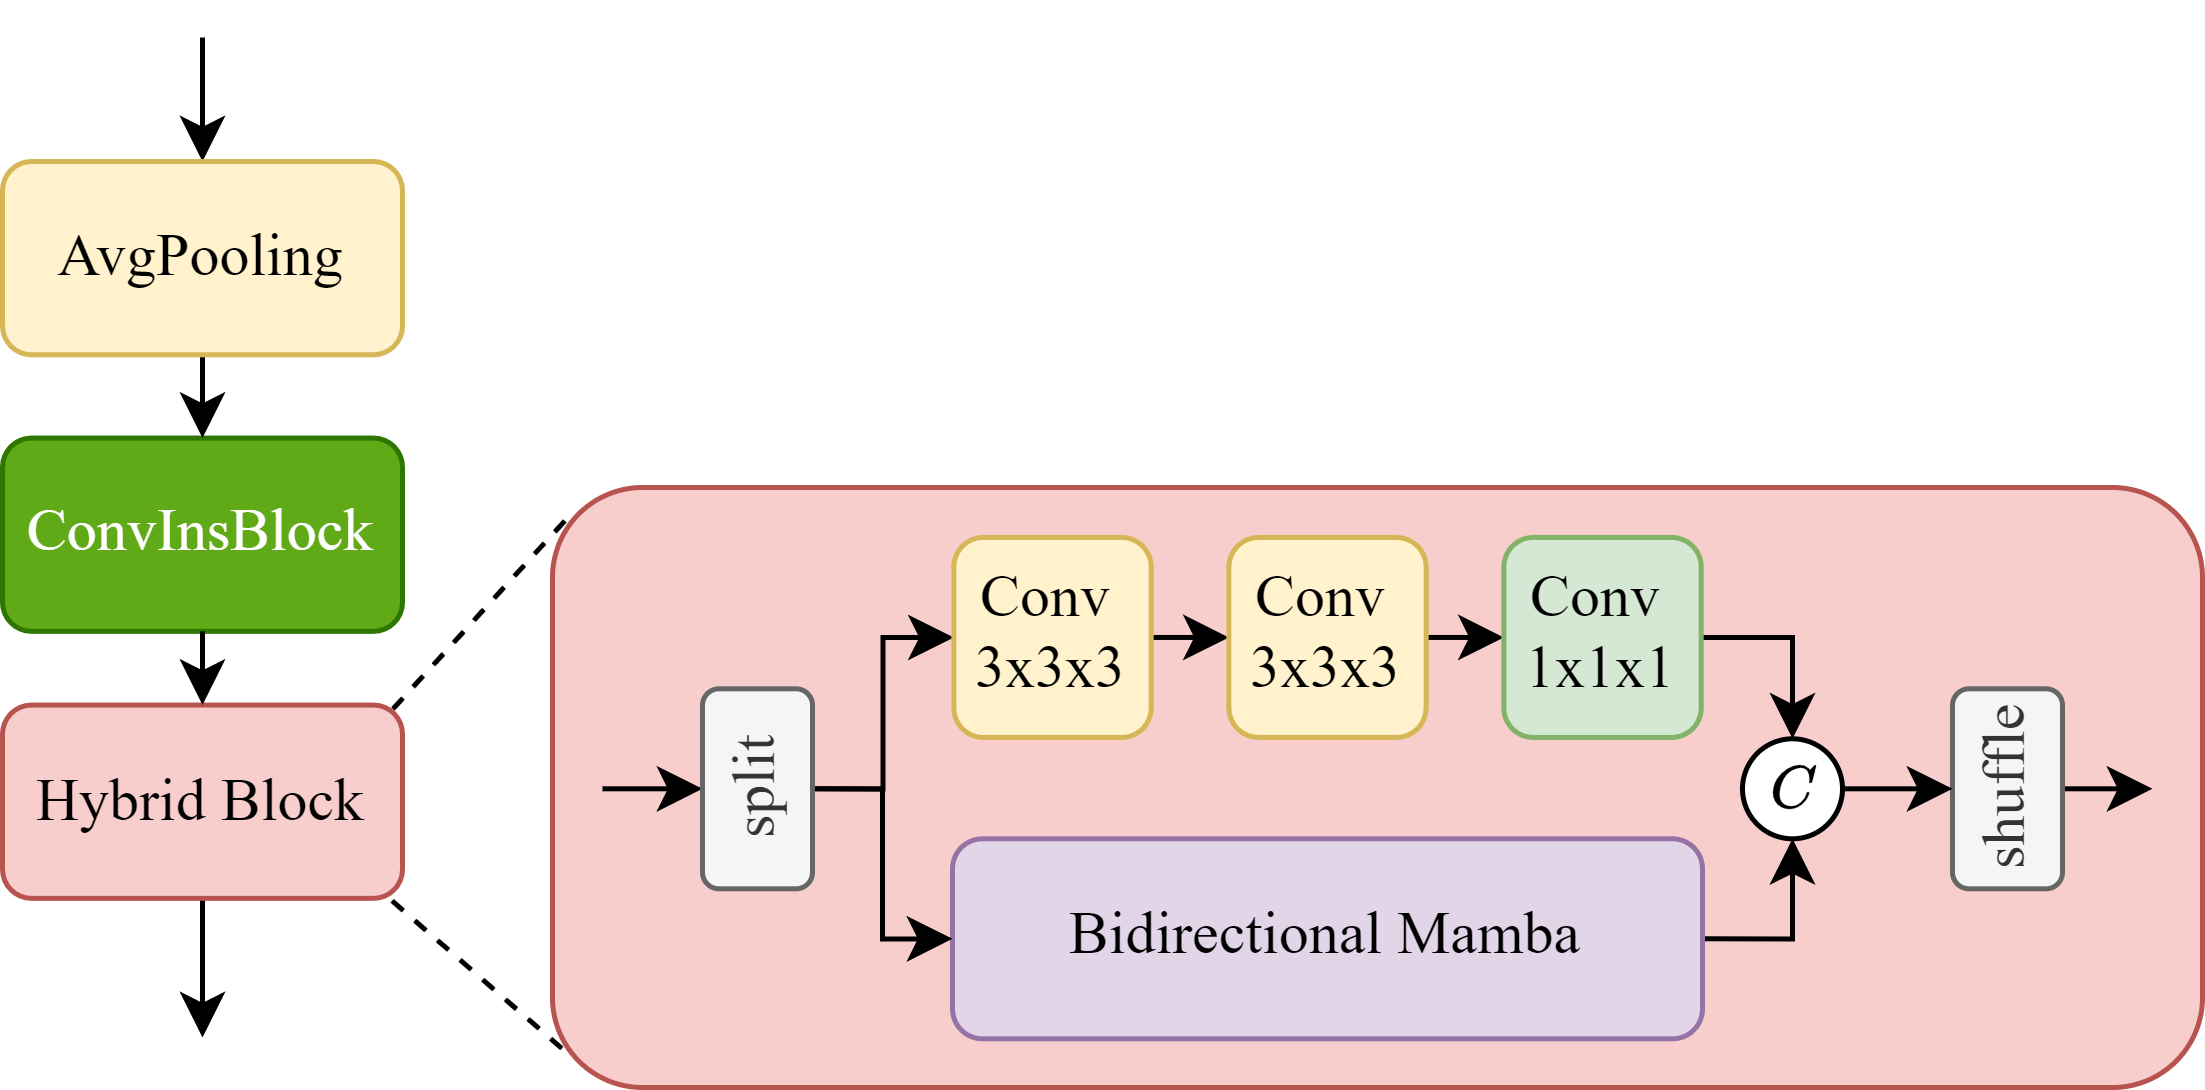 AvgPooling
ConvInsBlock
Hybrid Block
split
Conv
3x3x3
Conv
3x3x3
Conv
1x1x1
Bidirectional Mamba
C
shuffle